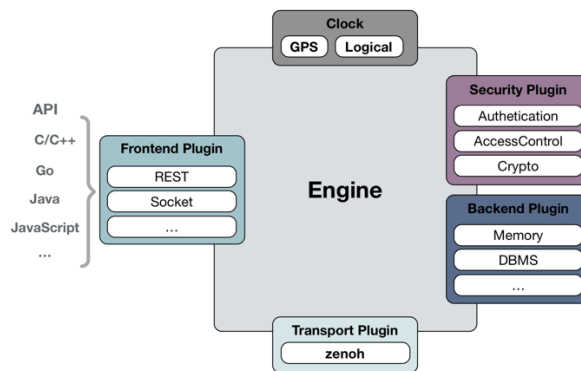 Clock
GPS
Logical
API
C/C++
Go
Java
JavaScript
...
Frontend Plugin
REST
Socket
...
Engine
Security Plugin
Authetication
AccessControl
Crypto
Backend Plugin
Memory
DBMS
...
Transport Plugin
zenoh